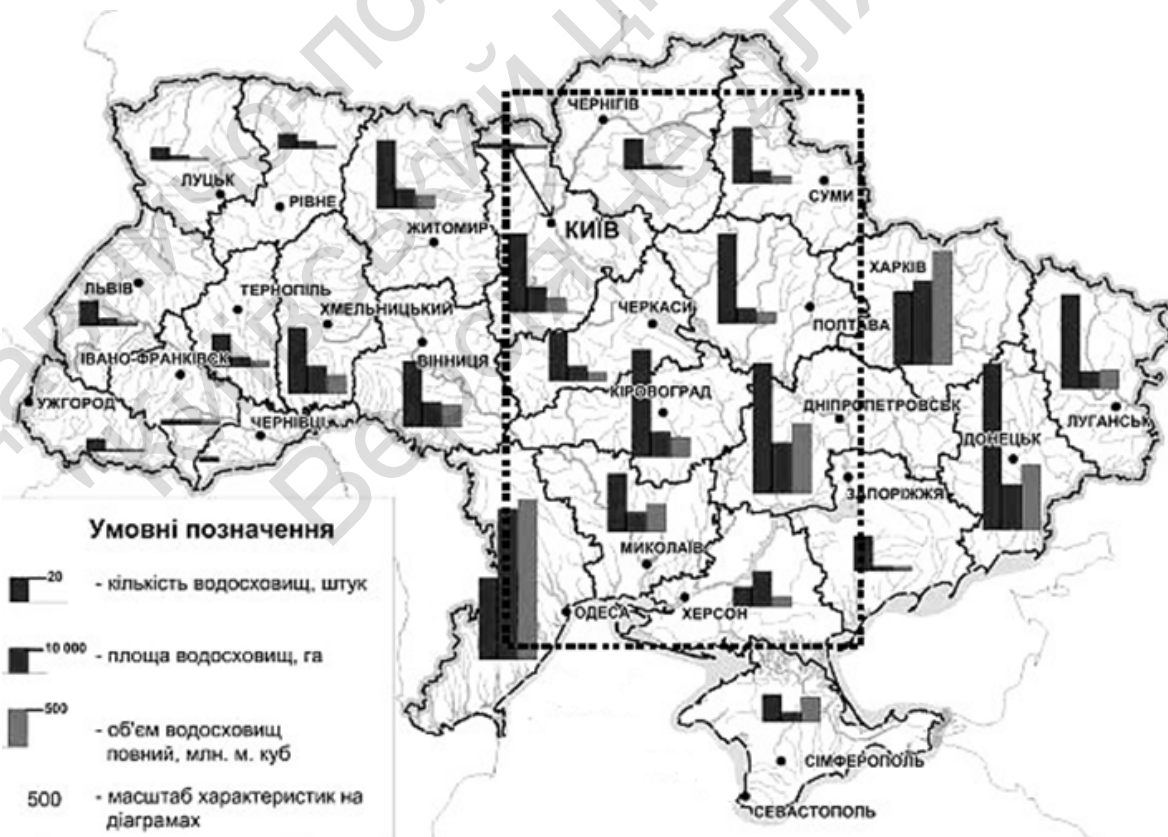 ЧЕРНІГІВ
ЛУЦЬК
РІВНЕ
СУМИ
ЖИТОМИР
КИЇВ
ЛЬВІВ
ТЕРНОПІЛЬ
ХМЕЛЬНИЦЬКИЙ
ЧЕРКАСИ
ХАРКІВ
ПОЛТАВА
ІВАНО-ФРАНКІВСК
ВІННИЦЯ
УЖГОРОД
ЧЕРНІВЦІ
КІРОВОГРАД
ДНІПРОПЕТРОВСЬК
ЛУГАНСЬК
ДОНЕЦЬК
ЗАПОРІЖЖЯ
МИКОЛАЇВ
ОДЕСА
ХЕРСОН
СІМФЕРОПОЛЬ
СЕВАСТОПОЛЬ
Умовні позначення
20 - кількість водосховищ, штук
10 000 - площа водосховищ, га
500 - об'єм водосховищ
повний, млн. м. куб
500 - масштаб характеристик на
діаграмах